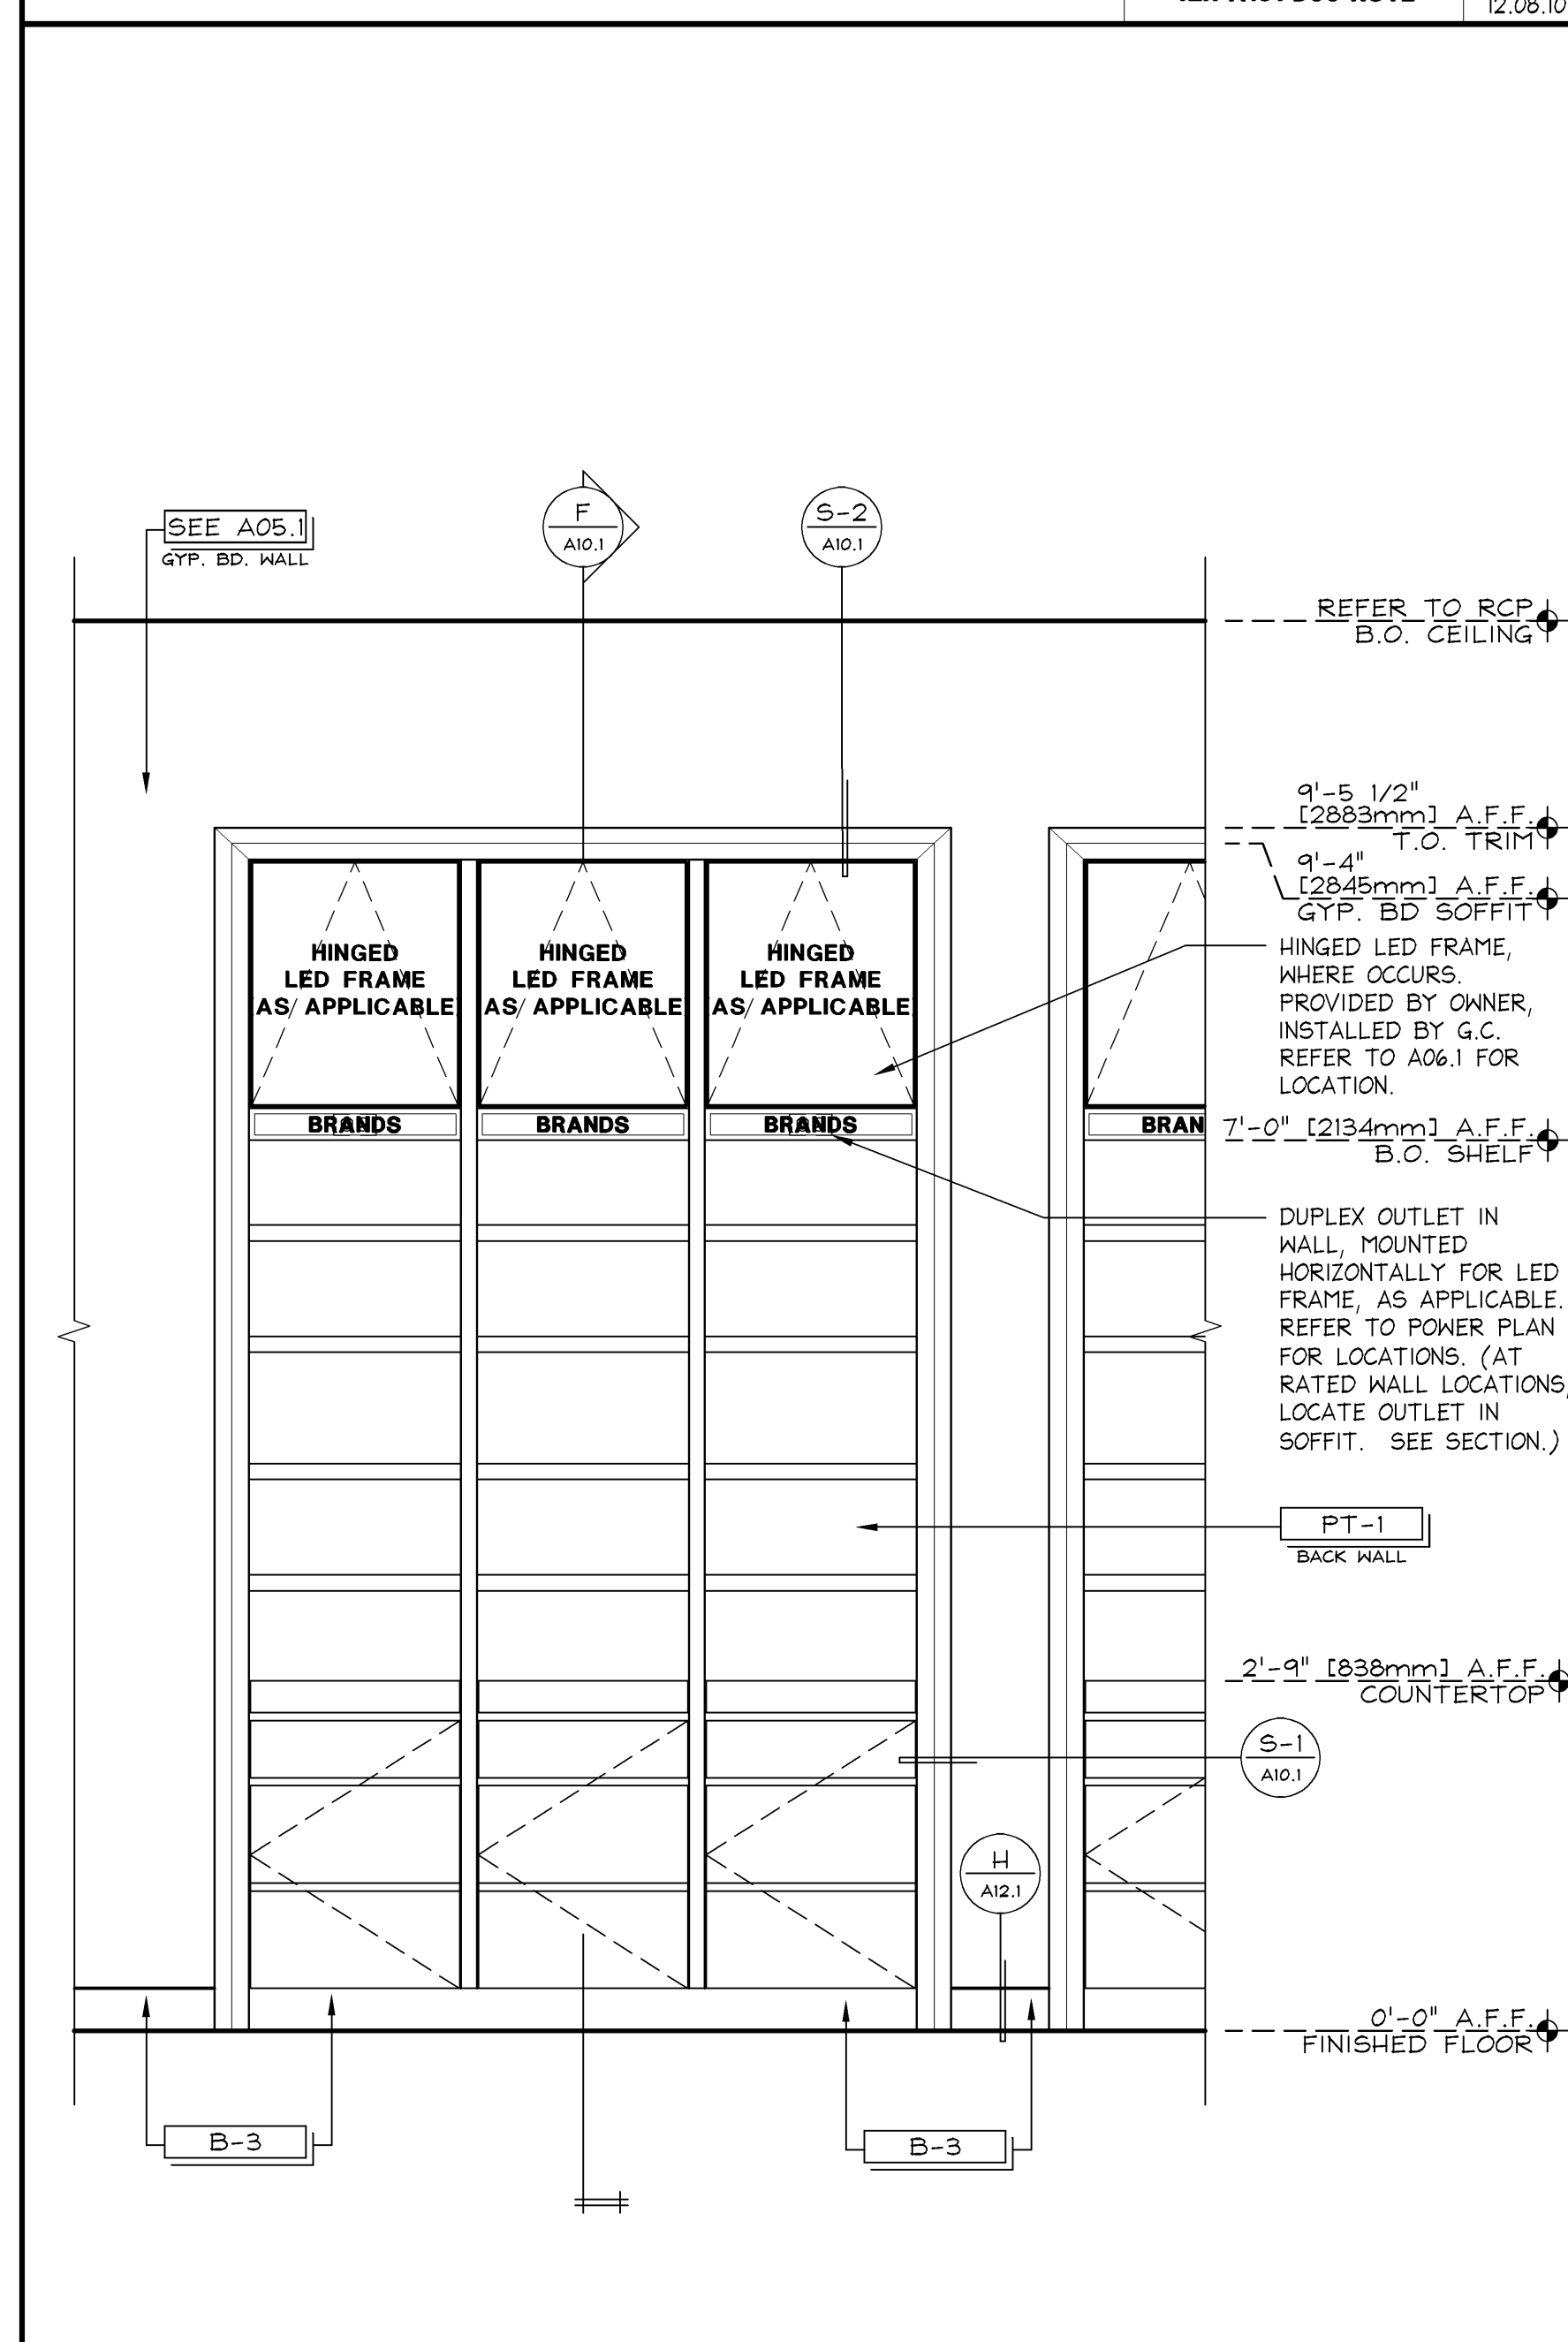 12.08.10
SEE A05.1
GYP. BD. WALL
F
A10.1
S-2
A10.1
REFER TO RCP
B.O. CEILING
9'-5 1/2"
[2883mm] A.F.F.
T.O. TRIM
9'-4"
[2845mm] A.F.F.
GYP. BD SOFFIT
HINGED
LED FRAME
AS APPLICABLE
HINGED
LED FRAME
AS APPLICABLE
HINGED
LED FRAME
AS APPLICABLE
HINGED LED FRAME,
WHERE OCCURS.
PROVIDED BY OWNER,
INSTALLED BY G.C.
REFER TO A06.1 FOR
LOCATION.
BRANDS
BRANDS
BRANDS
BRAN
7'-0" [2134mm] A.F.F.
B.O. SHELF
DUPLEX OUTLET IN
WALL, MOUNTED
HORIZONTALLY FOR LED
FRAME, AS APPLICABLE.
REFER TO POWER PLAN
FOR LOCATIONS. (AT
RATED WALL LOCATIONS,
LOCATE OUTLET IN
SOFFIT. SEE SECTION.)
PT-1
BACK WALL
2'-9" [838mm] A.F.F.
COUNTERTOP
S-1
A10.1
H
A12.1
0'-0" A.F.F.
FINISHED FLOOR
B-3
B-3